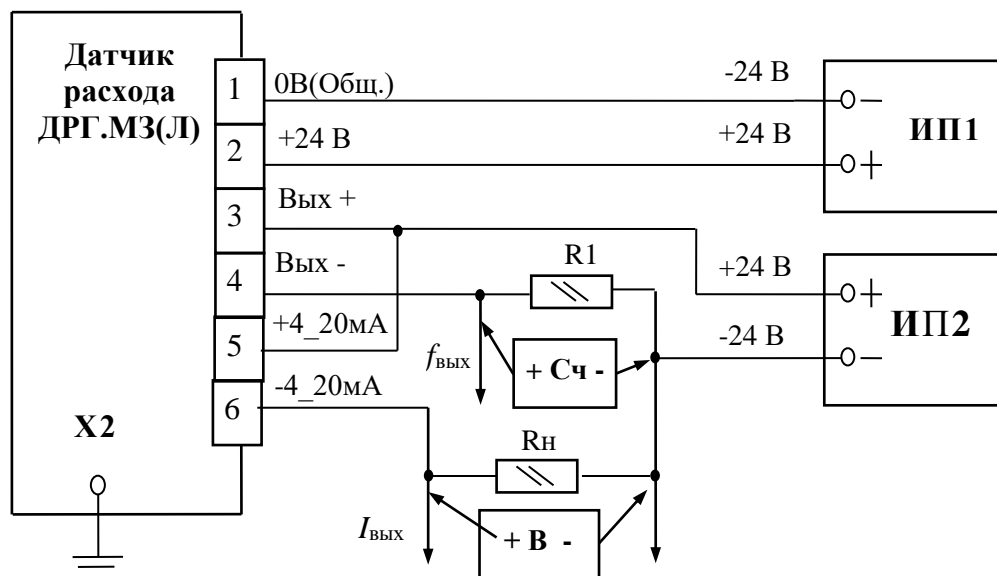 Датчик
расхода
ДРГ.МЗ(Л)
1
0В(Общ.)
-24 В
2
+24 В
+24 В
ИП1
3
Вых +
4
Вых -
R1
+24 В
5
+4_20мА
fвых
+ Сч -
-24 В
ИП2
6
-4_20мА
X2
Rн
Iвых
+ В -